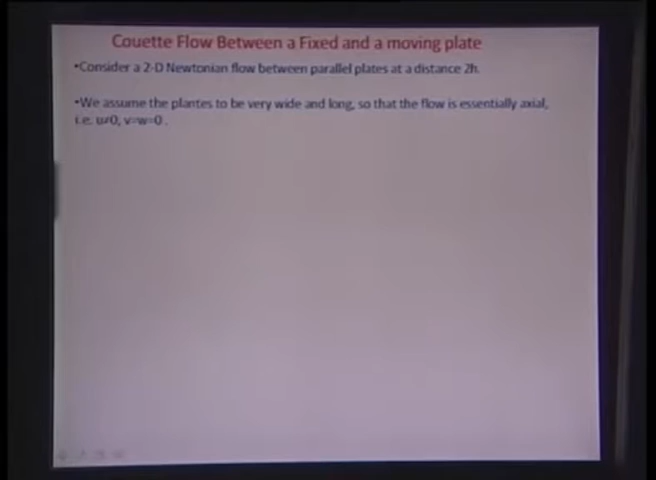 Couette Flow Between a Fixed and a moving plate
•Consider a 2-D Newtonian flow between parallel plates at a distance 2h.
•We assume the plantes to be very wide and long, so that the flow is essentially axial,
i.e. u≠0, v=w=0.